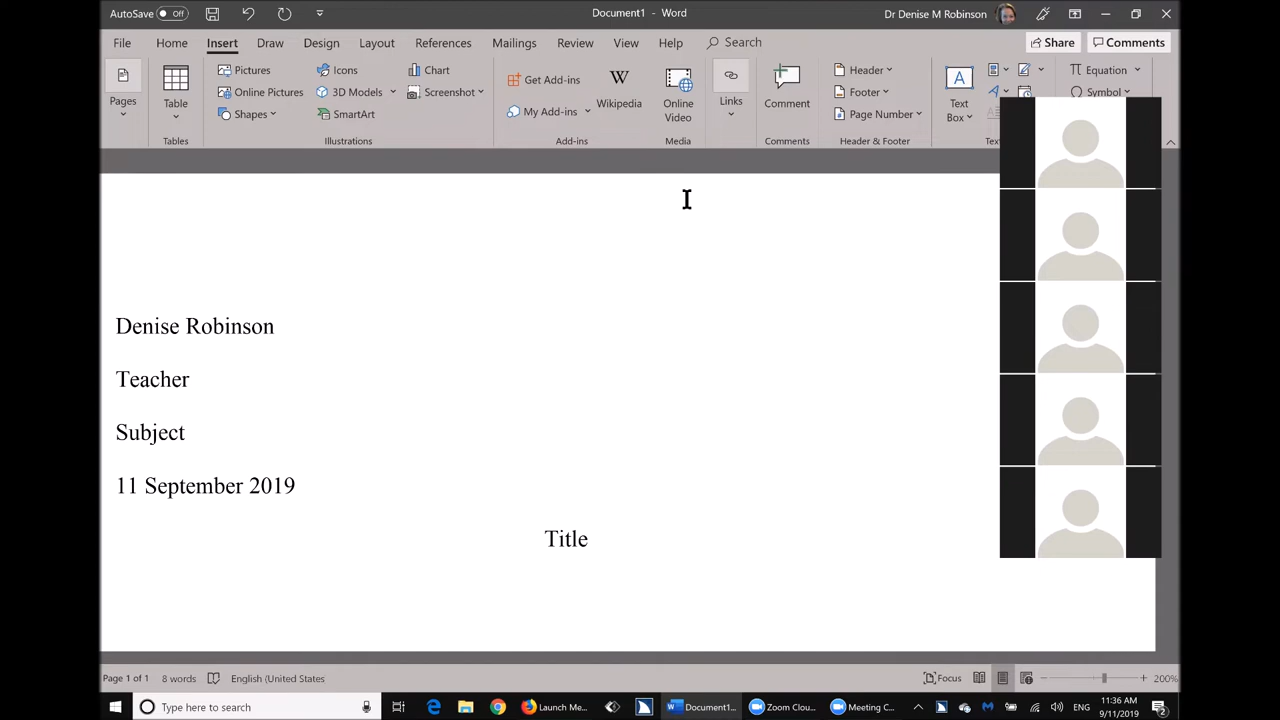 AutoSave Off Document1 - Word Dr Denise M Robinson
File Home Insert Draw Design Layout References Mailings Review View Help Search Share Comments
Pages
Table
Pictures
Online Pictures
Shapes
Icons
3D Models
SmartArt
Chart
Screenshot
Get Add-ins
My Add-ins
W
Wikipedia
Online
Video
Links
Comment
Header
Footer
Page Number
A
Text
Box
Equation
Symbol
Tables Illustrations Add-ins Media Comments Header & Footer
Denise Robinson
Teacher
Subject
11 September 2019
Title
Page 1 of 1 8 words English (United States Focus 200%
Type here to search Launch Me... Document1... Zoom Clou... Meeting C... ENG 11:36 AM
9/11/2019 2